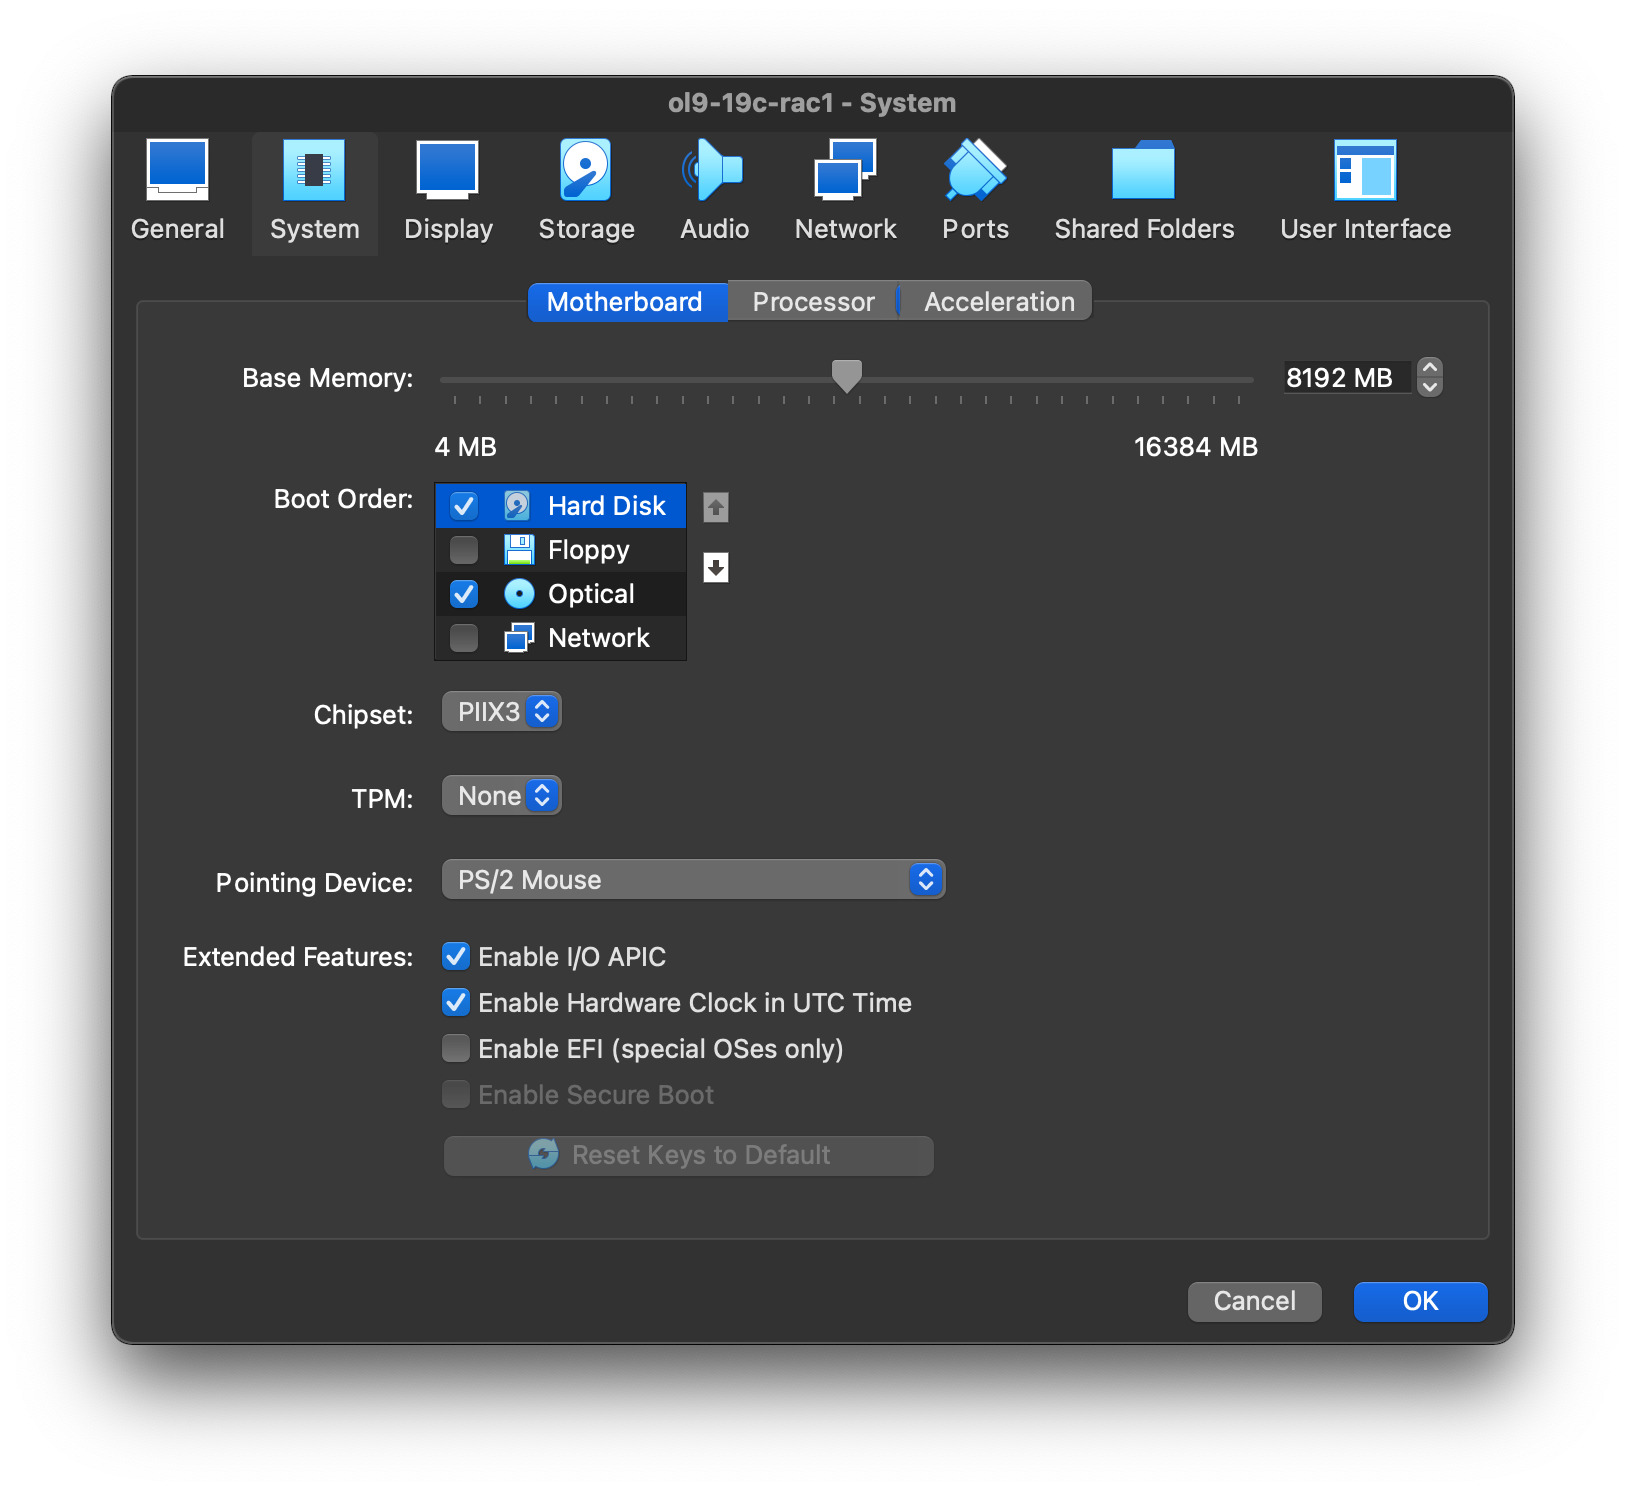 ol9-19c-rac1 - System
General System Display Storage Audio Network Ports Shared Folders User Interface
Motherboard Processor Acceleration
Base Memory: 8192 MB
4 MB 16384 MB
Boot Order: Hard Disk
Floppy
Optical
Network
Chipset: PIIX3
TPM: None
Pointing Device: PS/2 Mouse
Extended Features: Enable I/O APIC
Enable Hardware Clock in UTC Time
Enable EFI (special OSes only)
Enable Secure Boot
Reset Keys to Default
Cancel OK